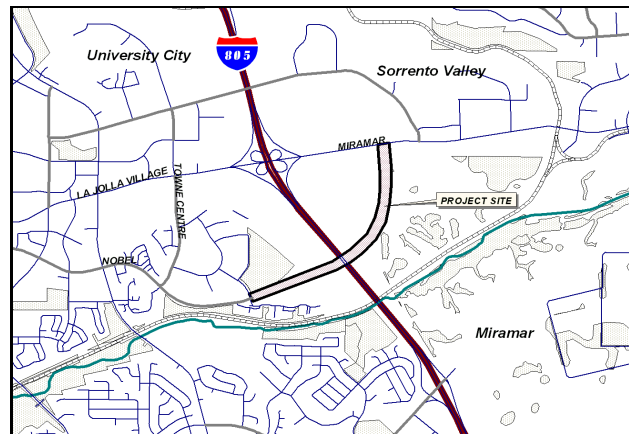 University City
805
Sorrento Valley
MIRAMAR
LA JOLLA VILLAGE
TOWNE CENTRE
PROJECT SITE
NOBEL
Miramar